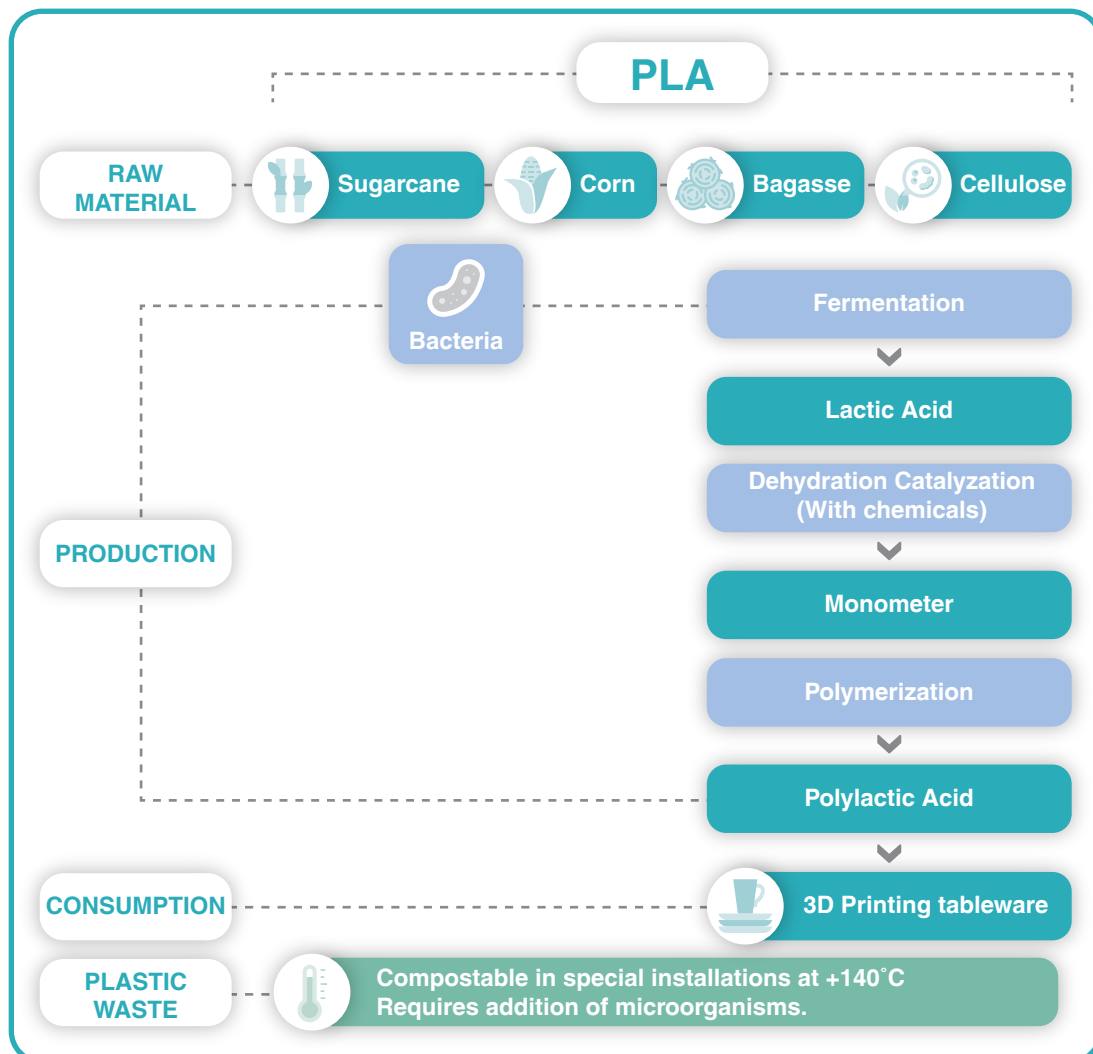 PLA
RAW
MATERIAL
Sugarcane
Corn
Bagasse
Cellulose
Bacteria
Fermentation
Lactic Acid
Dehydration Catalyzation
(With chemicals)
PRODUCTION
Monometer
Polymerization
Polylactic Acid
CONSUMPTION
3D Printing tableware
PLASTIC
WASTE
Compostable in special installations at +140˚C
Requires addition of microorganisms.